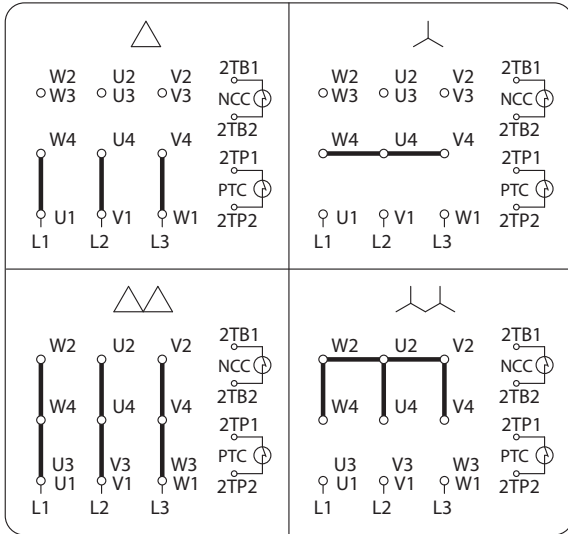 W2 U2 V2 2TB1
W3 U3 V3 NCC
2TB2
W4 U4 V4 2TP1
PTC
U1 V1 W1 2TP2
L1 L2 L3
W2 U2 V2 2TB1
W3 U3 V3 NCC
2TB2
W4 U4 V4 2TP1
PTC
U1 V1 W1 2TP2
L1 L2 L3
W2 U2 V2 2TB1
NCC
2TB2
W4 U4 V4 2TP1
PTC
U3 V3 W3
U1 V1 W1 2TP2
L1 L2 L3
W2 U2 V2 2TB1
NCC
2TB2
W4 U4 V4 2TP1
PTC
U3 V3 W3
U1 V1 W1 2TP2
L1 L2 L3